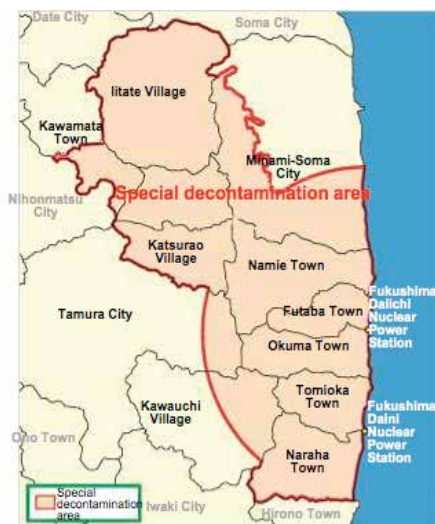 Date City
Soma City
Iitate Village
Kawamata
Town
Minami-Soma
City
Special decontamination area
Nihonmatsu
City
Katsurao
Village
Namie Town
Fukushima
Daiichi
Nuclear
Power
Station
Futaba Town
Tamura City
Okuma Town
Tomioka
Town
Kawauchi
Village
Fukushima
Daini
Nuclear
Power
Station
Ono Town
Naraha
Town
Special
decontamination
area
Iwaki City
Hirono Town